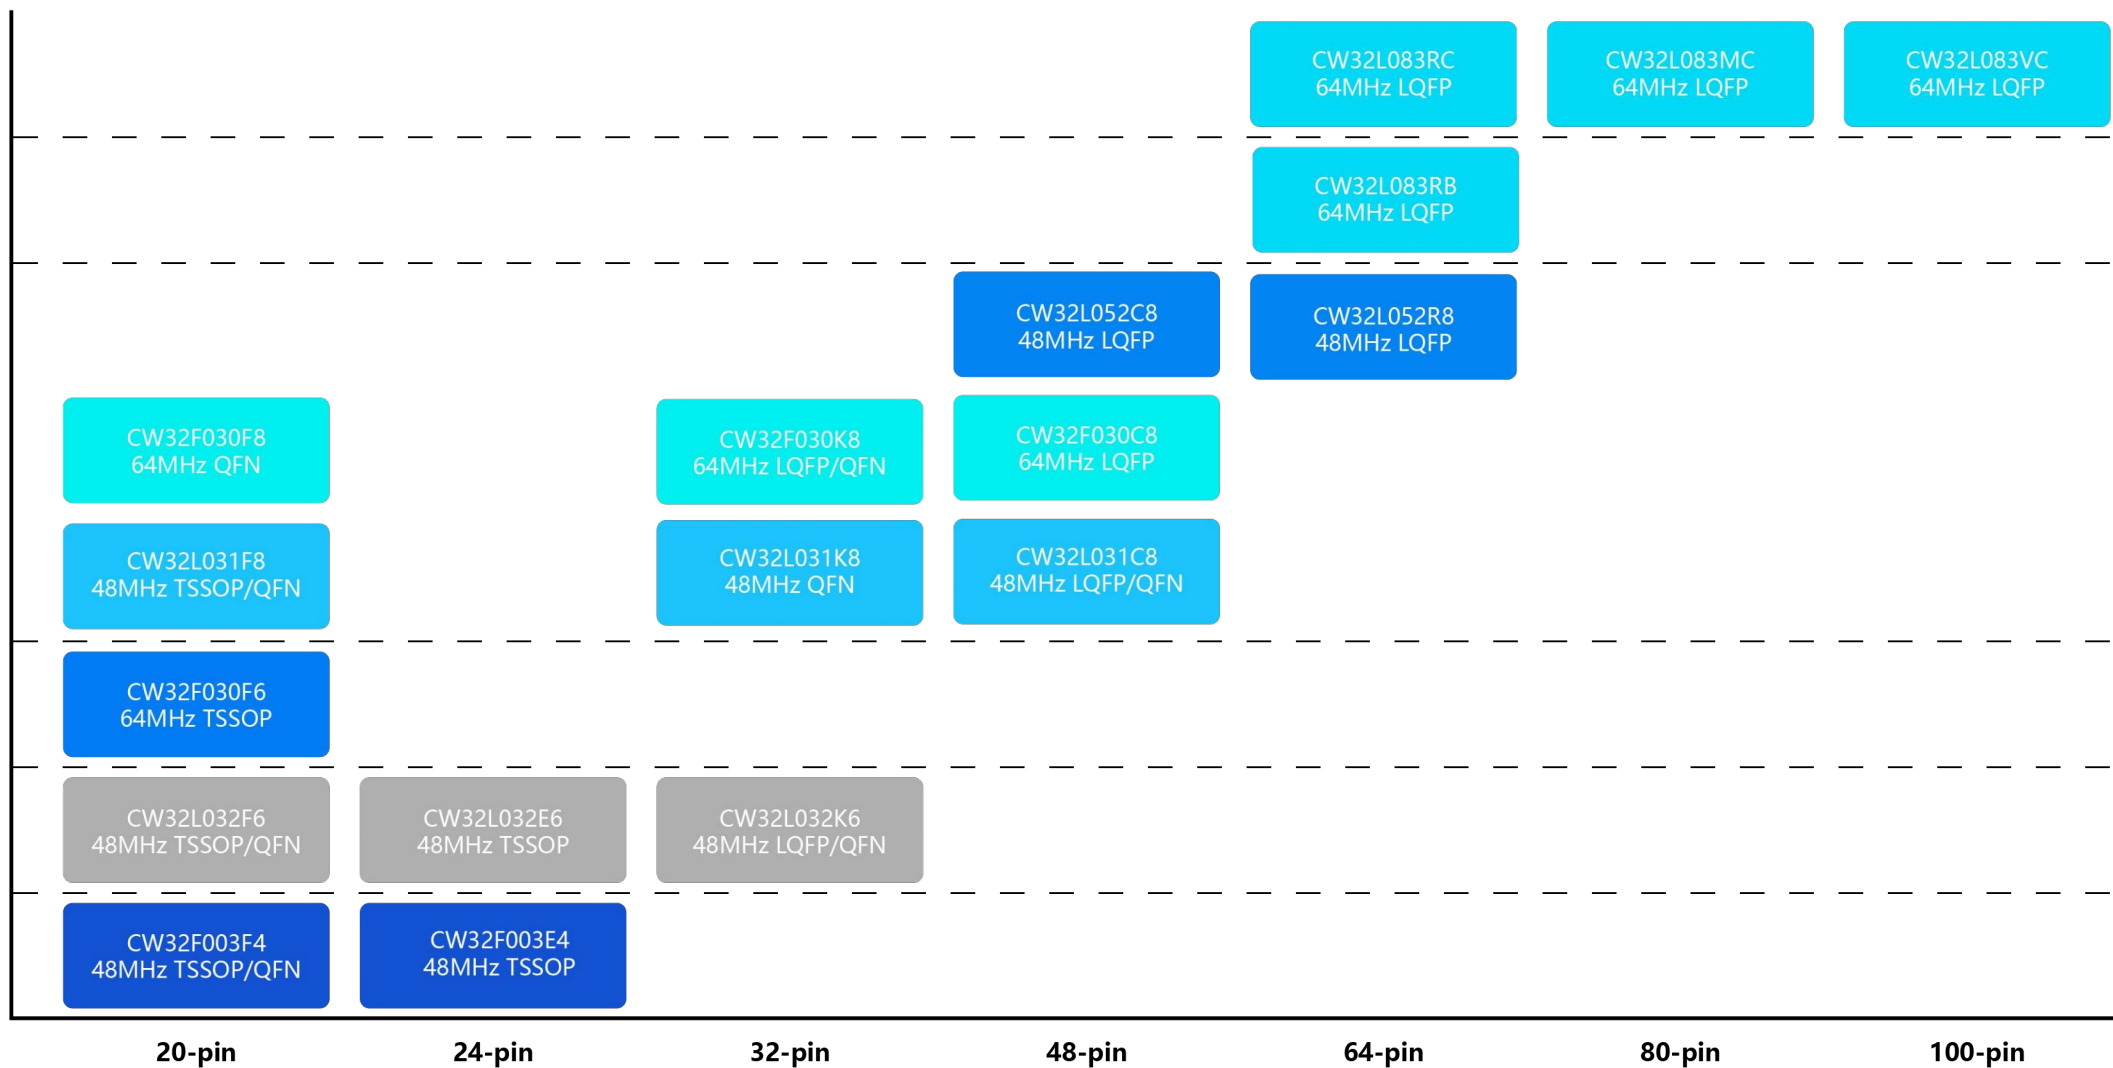 CW32L083RC
64MHz LQFP
CW32L083MC
64MHz LQFP
CW32L083VC
64MHz LQFP
CW32L083RB
64MHz LQFP
CW32L052C8
48MHz LQFP
CW32L052R8
48MHz LQFP
CW32F030F8
64MHz QFN
CW32F030K8
64MHz LQFP/QFN
CW32F030C8
64MHz LQFP
CW32L031F8
48MHz TSSOP/QFN
CW32L031K8
48MHz QFN
CW32L031C8
48MHz LQFP/QFN
CW32F030F6
64MHz TSSOP
CW32L032F6
48MHz TSSOP/QFN
CW32L032E6
48MHz TSSOP
CW32L032K6
48MHz LQFP/QFN
CW32F003F4
48MHz TSSOP/QFN
CW32F003E4
48MHz TSSOP
20-pin
24-pin
32-pin
48-pin
64-pin
80-pin
100-pin